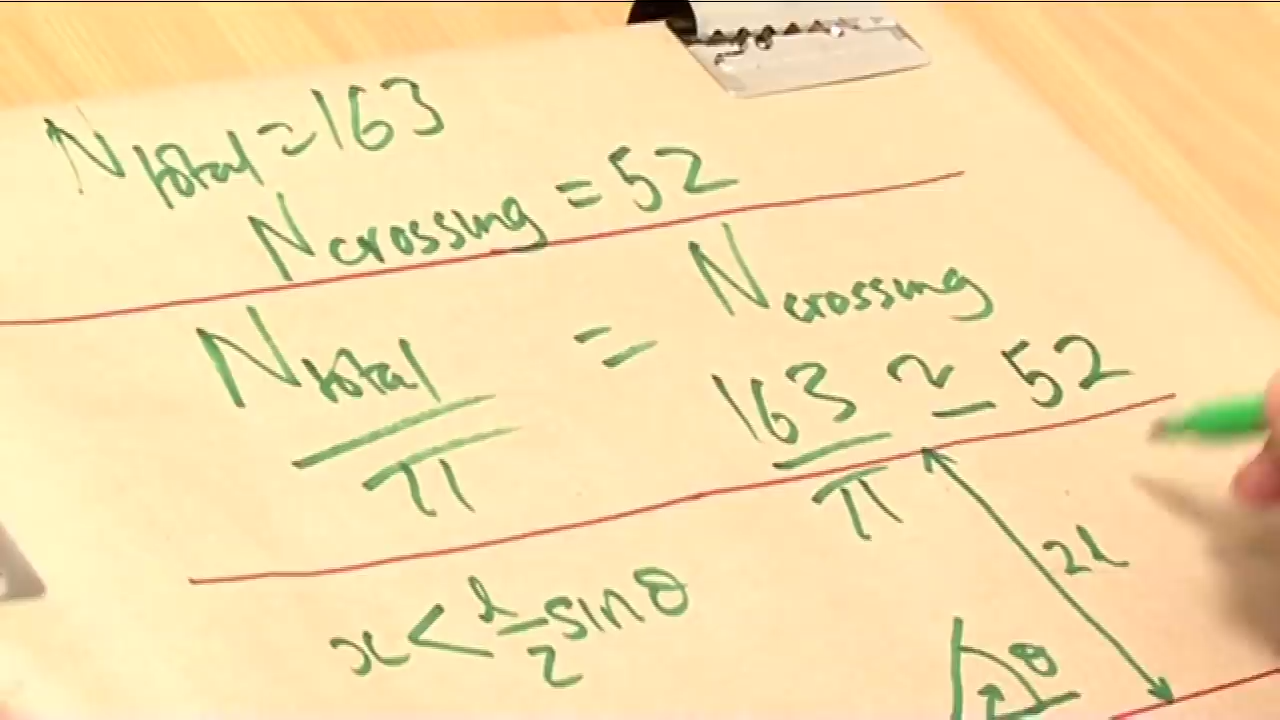 N total = 163
N crossing = 52
N total / π = N crossing
163 / π ≃ 52
2l
x < l/2 sin θ
θ